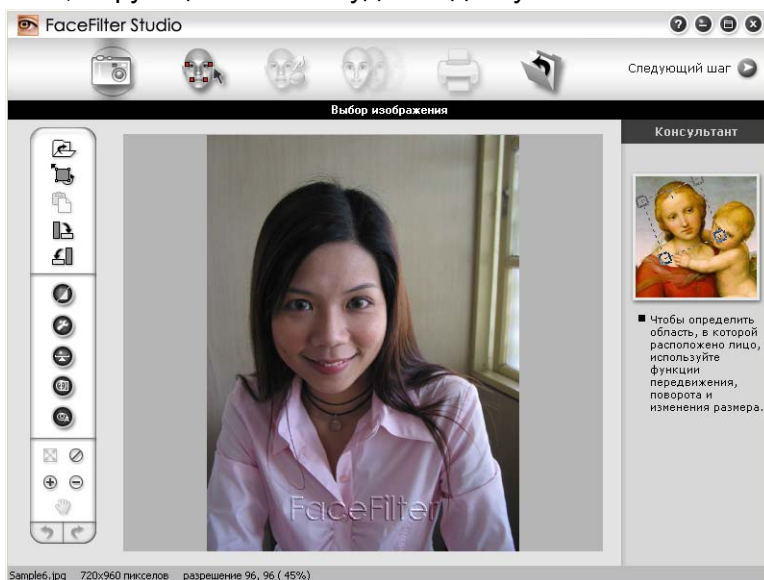 FaceFilter Studio
Следующий шаг
Выбор изображения
Консультант
Чтобы определить
область, в которой
расположено лицо,
используйте
функции
передвижения,
поворота и
изменения размера.
FaceFilter
Sample6.jpg 720x960 пикселов разрешение 96, 96 ( 45%)